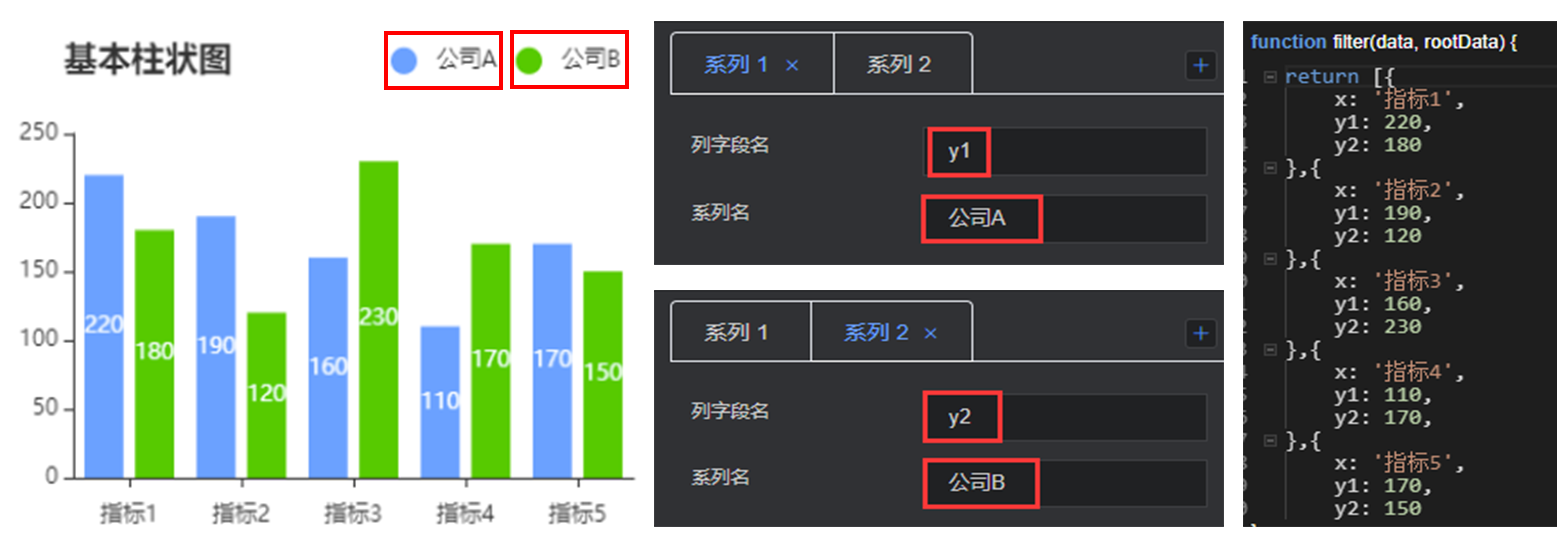 基本柱状图
公司A
公司B
250
200
150
100
50
0
220
180
190
120
160
230
110
170
170
150
指标1
指标2
指标3
指标4
指标5
系列 1 ×
系列 2
+
列字段名
y1
系列名
公司A
系列 1
系列 2 ×
+
列字段名
y2
系列名
公司B
function filter(data, rootData) {
return [{
x: '指标1',
y1: 220,
y2: 180
},{
x: '指标2',
y1: 190,
y2: 120
},{
x: '指标3',
y1: 160,
y2: 230
},{
x: '指标4',
y1: 110,
y2: 170,
},{
x: '指标5',
y1: 170,
y2: 150